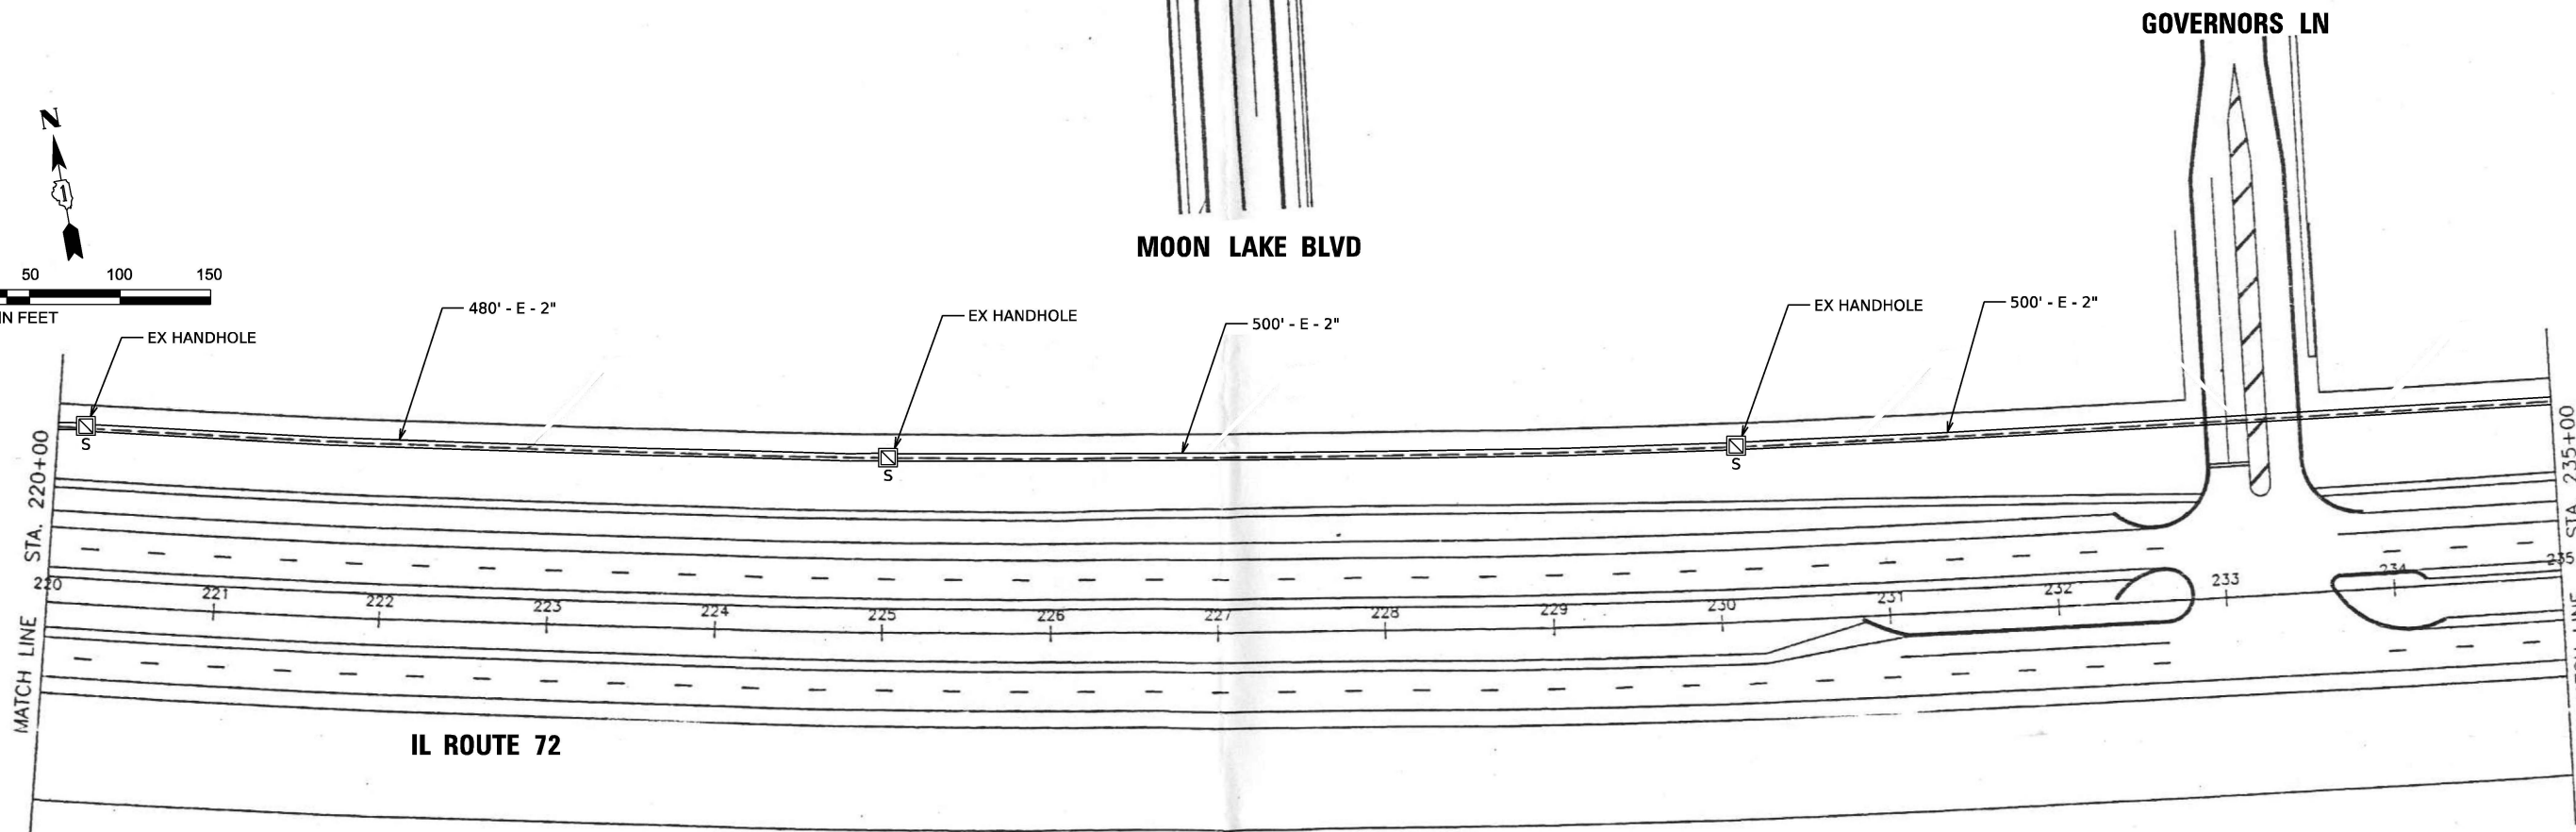 GOVERNORS LN
N
1
MOON LAKE BLVD
50 100 150
IN FEET
480' - E - 2"
EX HANDHOLE
500' - E - 2"
EX HANDHOLE
500' - E - 2"
EX HANDHOLE
S
S
S
MATCH LINE STA. 220+00
STA. 235+00
220
221
222
223
224
225
226
227
228
229
230
231
232
233
234
235
IL ROUTE 72